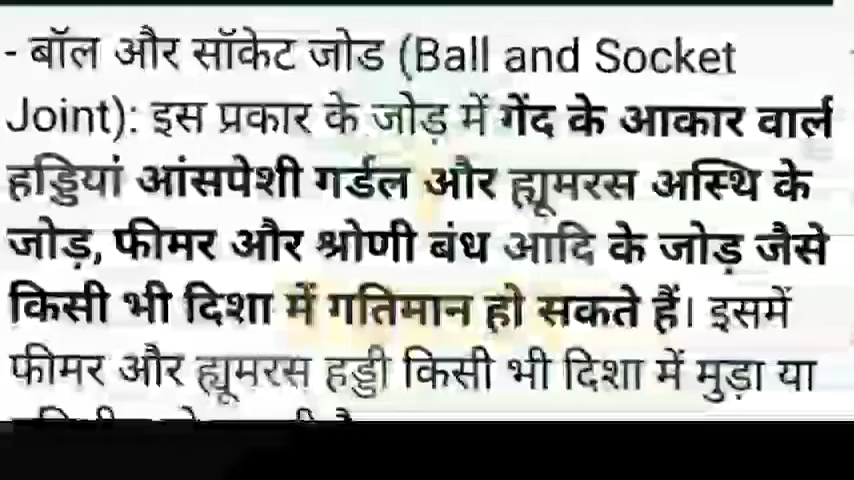 - बॉल और सॉकेट जोड (Ball and Socket
Joint): इस प्रकार के जोड़ में गेंद के आकार वाली
हड्डियां आंसपेशी गर्डल और ह्यूमरस अस्थि के
जोड़, फीमर और श्रोणी बंध आदि के जोड़ जैसे
किसी भी दिशा में गतिमान हो सकते हैं। इसमें
फीमर और ह्यूमरस हड्डी किसी भी दिशा में मुड़ा या